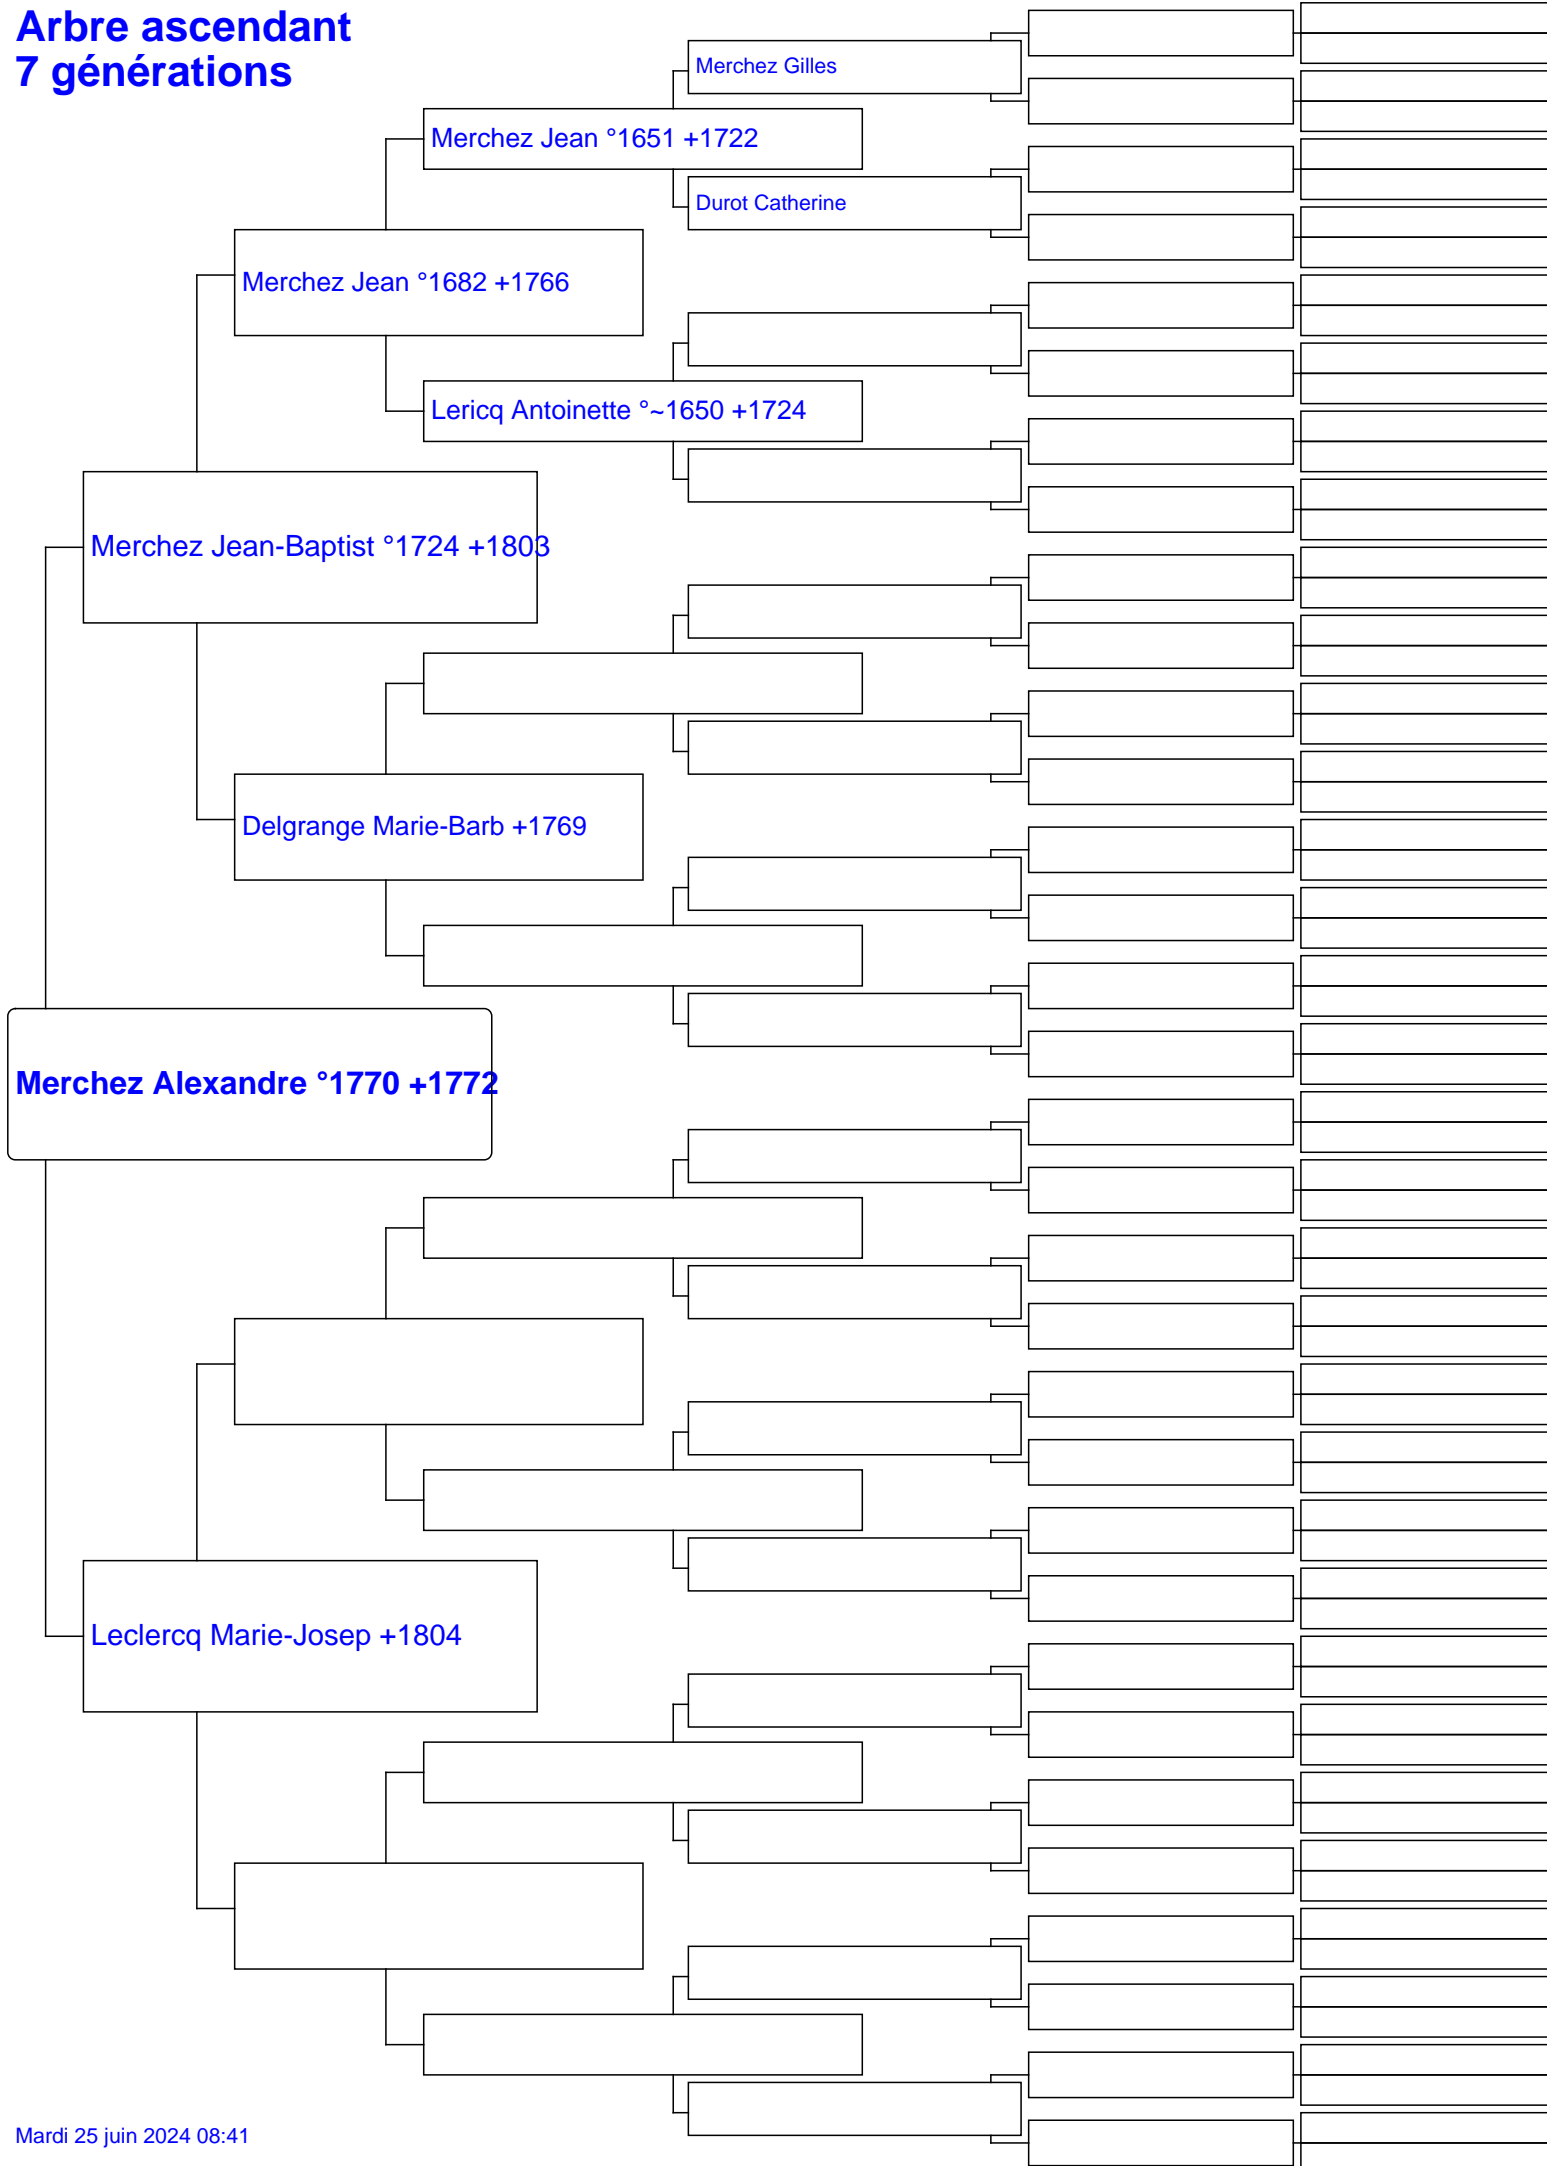 Arbre ascendant
7 générations
Merchez Gilles
Merchez Jean °1651 +1722
Durot Catherine
Merchez Jean °1682 +1766
Lericq Antoinette °~1650 +1724
Merchez Jean-Baptist °1724 +1803
Delgrange Marie-Barb +1769
Merchez Alexandre °1770 +1772
Leclercq Marie-Josep +1804
Mardi 25 juin 2024 08:41